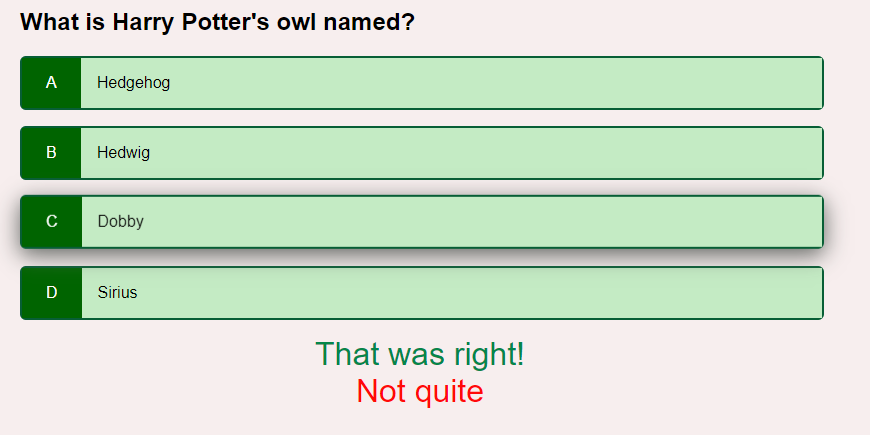 What is Harry Potter's owl named?
A Hedgehog
B Hedwig
C Dobby
D Sirius
That was right!
Not quite